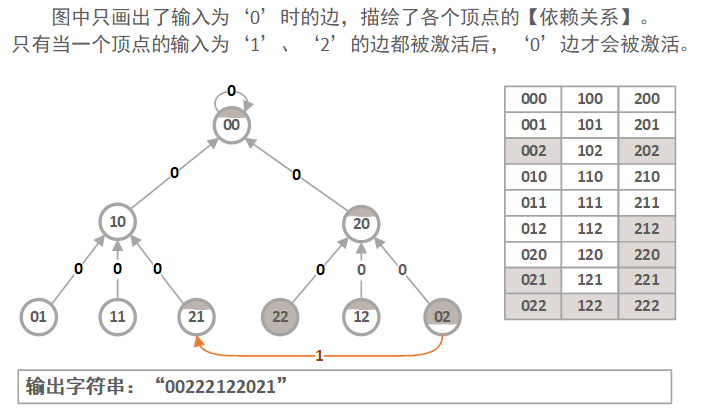 图中只画出了输入为‘0’时的边，描绘了各个顶点的【依赖关系】。
只有当一个顶点的输入为‘1’、‘2’的边都被激活后，‘0’边才会被激活。
0
00
0 0
10 20
0 0 0 0 0 0
01 11 21 22 12 02
1
000 100 200
001 101 201
002 102 202
010 110 210
011 111 211
012 112 212
020 120 220
021 121 221
022 122 222
输出字符串：“00222122021”